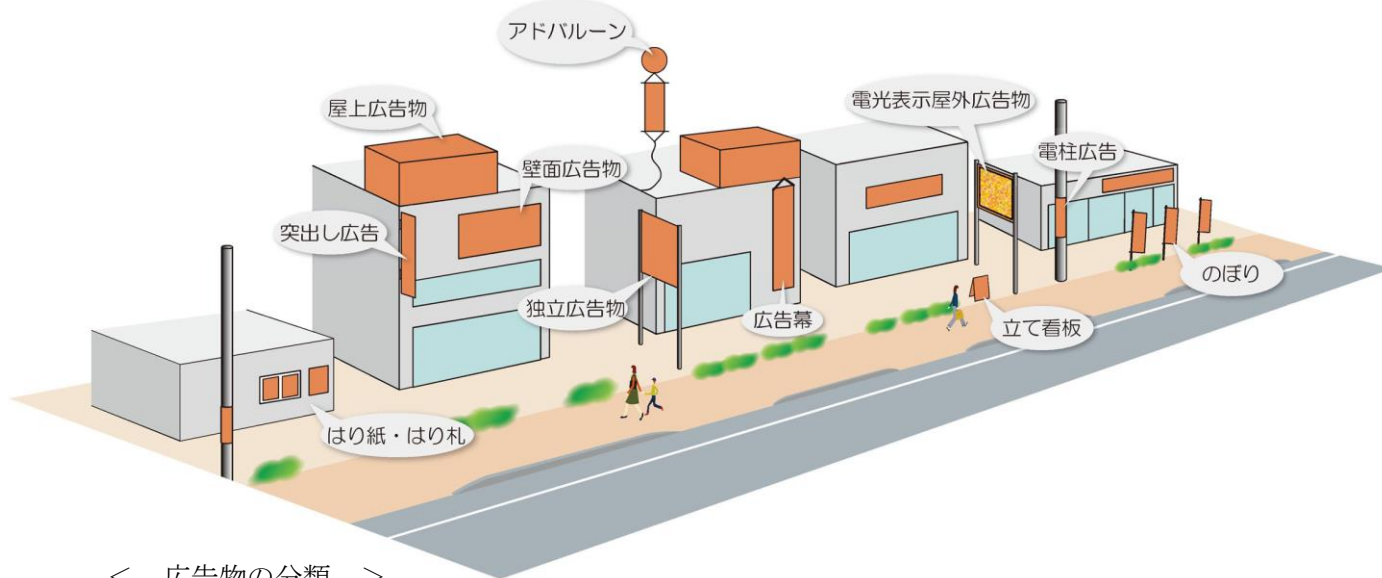 アドバルーン
屋上広告物
電光表示屋外広告物
電柱広告
壁面広告物
突出し広告
のぼり
独立広告物
広告幕
立て看板
はり紙・はり札
＜　広告物の分類　＞